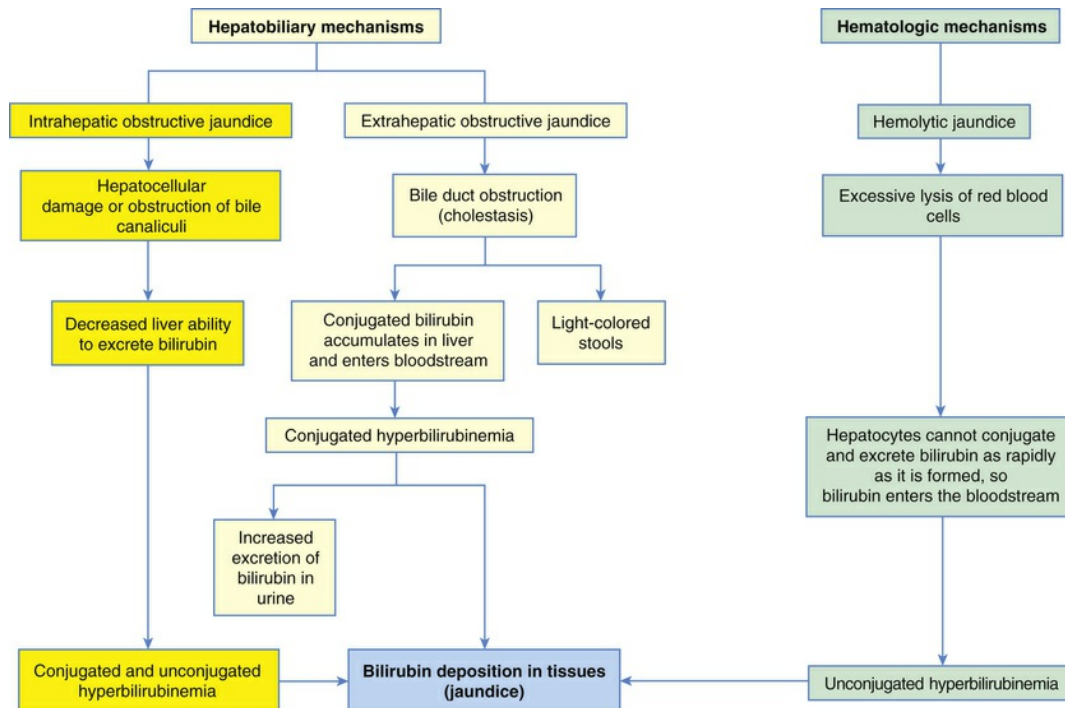 Hepatobiliary mechanisms
Hematologic mechanisms
Intrahepatic obstructive jaundice
Extrahepatic obstructive jaundice
Hemolytic jaundice
Hepatocellular
damage or obstruction of bile
canaliculi
Bile duct obstruction
(cholestasis)
Excessive lysis of red blood
cells
Decreased liver ability
to excrete bilirubin
Conjugated bilirubin
accumulates in liver
and enters bloodstream
Light-colored
stools
Conjugated hyperbilirubinemia
Hepatocytes cannot conjugate
and excrete bilirubin as rapidly
as it is formed, so
bilirubin enters the bloodstream
Increased
excretion of
bilirubin in
urine
Conjugated and unconjugated
hyperbilirubinemia
Bilirubin deposition in tissues
(jaundice)
Unconjugated hyperbilirubinemia